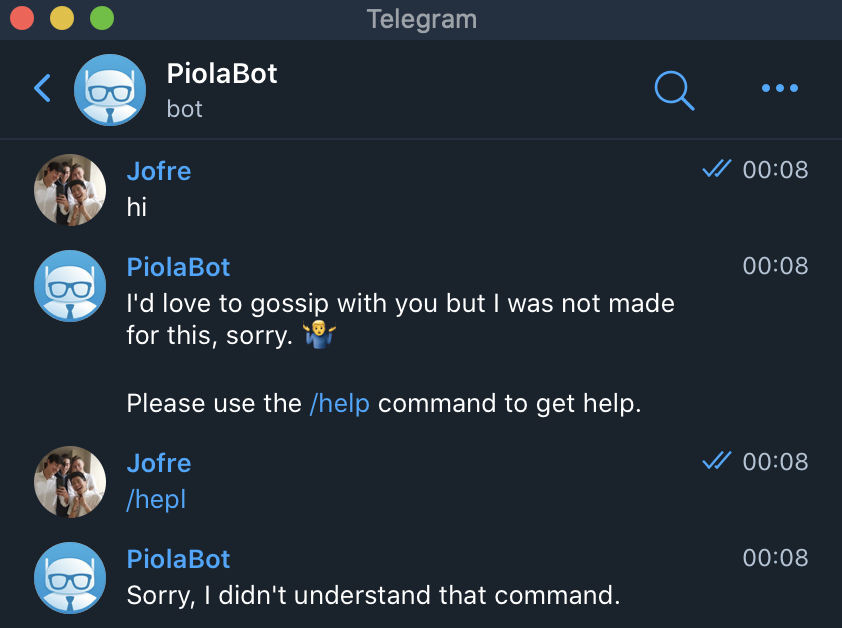 Telegram
PiolaBot
bot
Jofre
00:08
hi
PiolaBot
00:08
I'd love to gossip with you but I was not made
for this, sorry. 🤷‍♂️
Please use the /help command to get help.
Jofre
00:08
/hepl
PiolaBot
00:08
Sorry, I didn't understand that command.